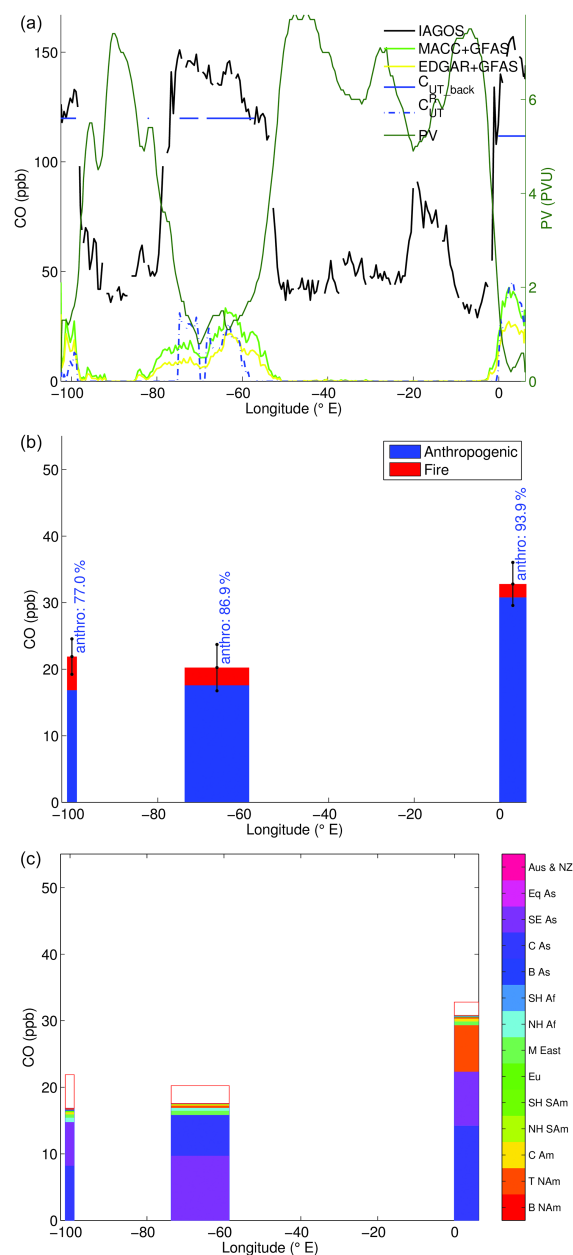 (a)
150
100
50
0
CO (ppb)
IAGOS
MACC+GFAS
EDGAR+GFAS
C UT_back
C R UT
PV
6
4
2
0
PV (PVU)
−100 −80 −60 −40 −20 0
Longitude (° E)
(b)
50
40
30
20
10
0
CO (ppb)
Anthropogenic
Fire
anthro: 77.0 %
anthro: 86.9 %
anthro: 93.9 %
−100 −80 −60 −40 −20 0
Longitude (° E)
(c)
50
40
30
20
10
0
CO (ppb)
−100 −80 −60 −40 −20 0
Longitude (° E)
Aus & NZ
Eq As
SE As
C As
B As
SH Af
NH Af
M East
Eu
SH SAm
NH SAm
C Am
T NAm
B NAm